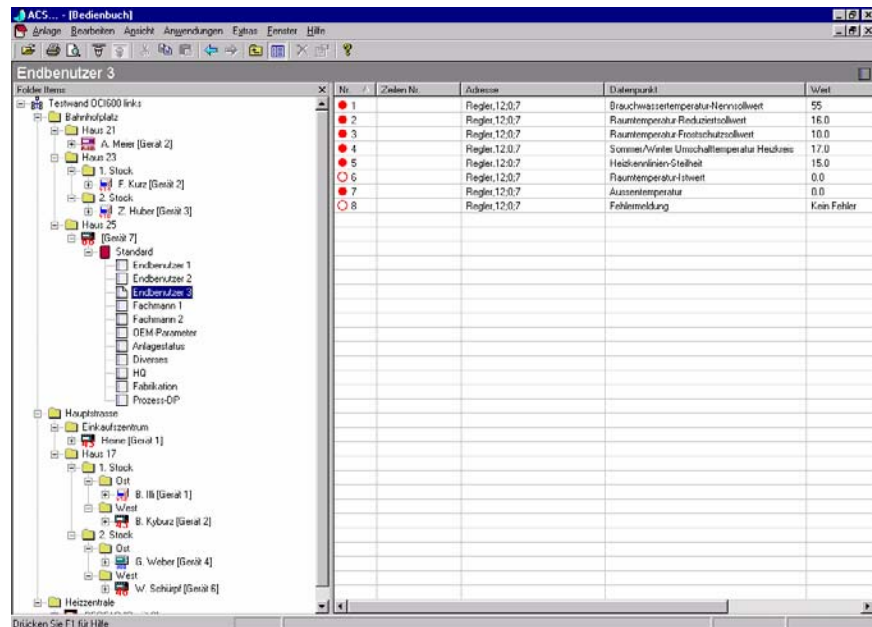 ACS... - [Bedienbuch]
Anlage Bearbeiten Ansicht Anwendungen Extras Fenster Hilfe
Endbenutzer 3
Folder Items
Nr. Zeilen Nr. Adresse Datenpunkt Wert
1 Regler,12;0;7 Brauchwassertemperatur-Nennsollwert 55
2 Regler,12;0;7 Raumtemperatur-Reduziertsollwert 16.0
3 Regler,12;0;7 Raumtemperatur-Frostschutzsollwert 10.0
4 Regler,12;0;7 Sommer/Winter Umschalttemperatur Heizkreis 17.0
5 Regler,12;0;7 Heizkennlinien-Steilheit 15.0
6 Regler,12;0;7 Raumtemperatur-Istwert 0.0
7 Regler,12;0;7 Aussentemperatur 0.0
8 Regler,12;0;7 Fehlermeldung Kein Fehler
Testwand OCI600 links
Bahnhofplatz
Haus 21
A. Meier [Gerät 2]
Haus 23
1. Stock
F. Kurz [Gerät 2]
2. Stock
Z. Huber [Gerät 3]
Haus 25
[Gerät 7]
Standard
Endbenutzer 1
Endbenutzer 2
Endbenutzer 3
Fachmann 1
Fachmann 2
OEM-Parameter
Anlagestatus
Diverses
HQ
Fabrikation
Prozess-DP
Hauptstrasse
Einkaufszentrum
Heine [Gerät 1]
Haus 17
1. Stock
Ost
B. Illi [Gerät 1]
West
B. Kyburz [Gerät 2]
2. Stock
Ost
G. Weber [Gerät 4]
West
W. Schürpf [Gerät 6]
Heizzentrale
Drücken Sie F1 für Hilfe